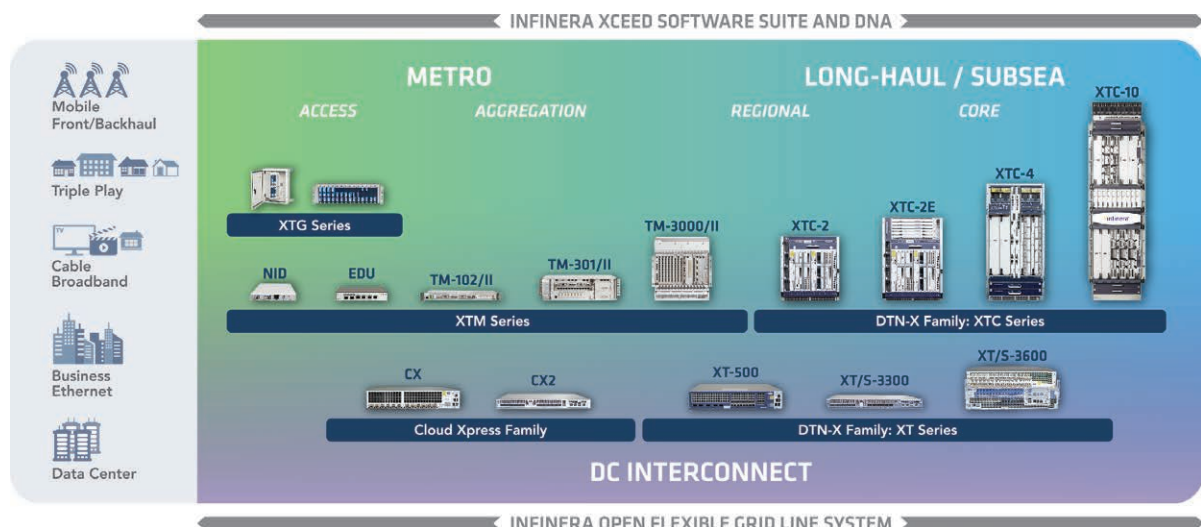 INFINERA XCEED SOFTWARE SUITE AND DNA
Mobile
Front/Backhaul
Triple Play
TV
Cable
Broadband
Business
Ethernet
Data Center
METRO
LONG-HAUL / SUBSEA
ACCESS
AGGREGATION
REGIONAL
CORE
XTC-10
XTC-4
XTC-2E
XTC-2
TM-3000/II
XTG Series
NID
EDU
TM-102/II
TM-301/II
infinera
XTM Series
DTN-X Family: XTC Series
CX
CX2
XT-500
XT/S-3300
XT/S-3600
Cloud Xpress Family
DTN-X Family: XT Series
DC INTERCONNECT
INFINERA OPEN FLEXIBLE GRID LINE SYSTEM